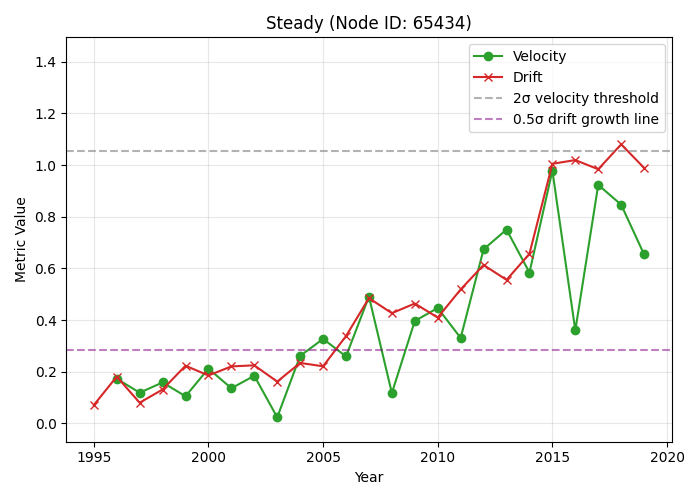 Steady (Node ID: 65434)
Velocity
Drift
2σ velocity threshold
0.5σ drift growth line
Metric Value
1.4
1.2
1.0
0.8
0.6
0.4
0.2
0.0
1995 2000 2005 2010 2015 2020
Year